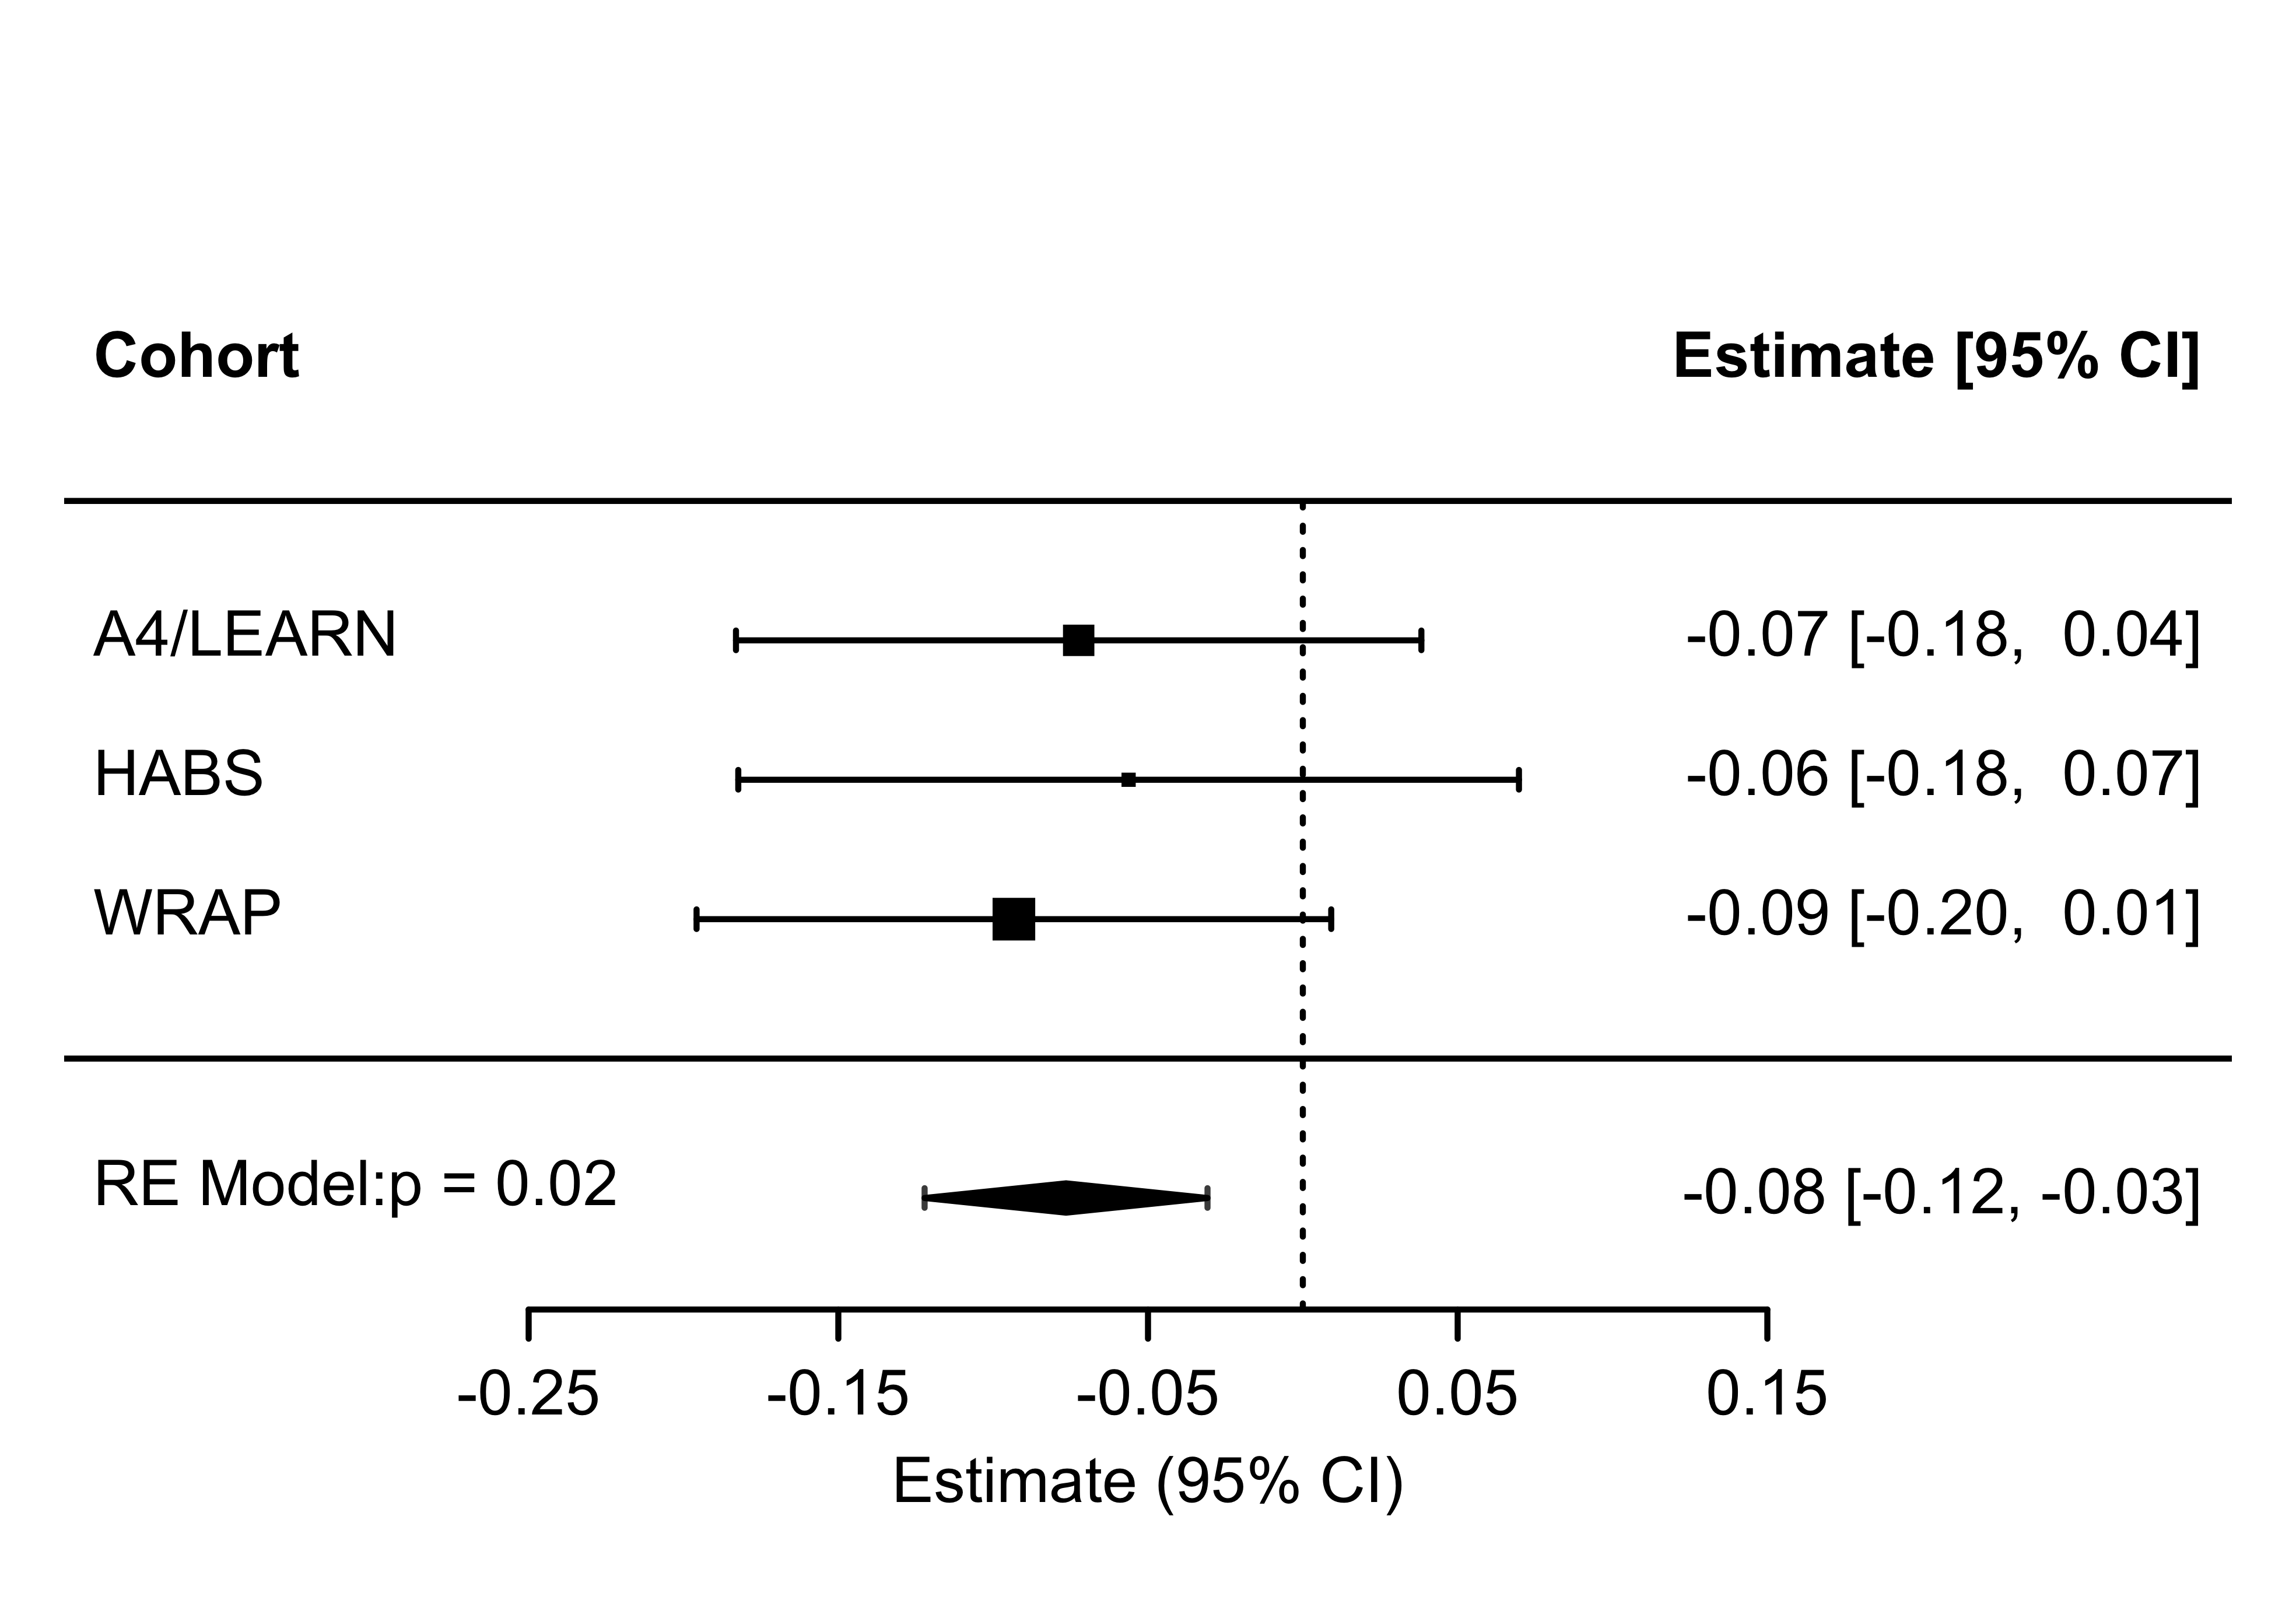 Cohort Estimate [95% CI]
A4/LEARN -0.07 [-0.18, 0.04]
HABS -0.06 [-0.18, 0.07]
WRAP -0.09 [-0.20, 0.01]
RE Model:p = 0.02 -0.08 [-0.12, -0.03]
-0.25 -0.15 -0.05 0.05 0.15
Estimate (95% CI)